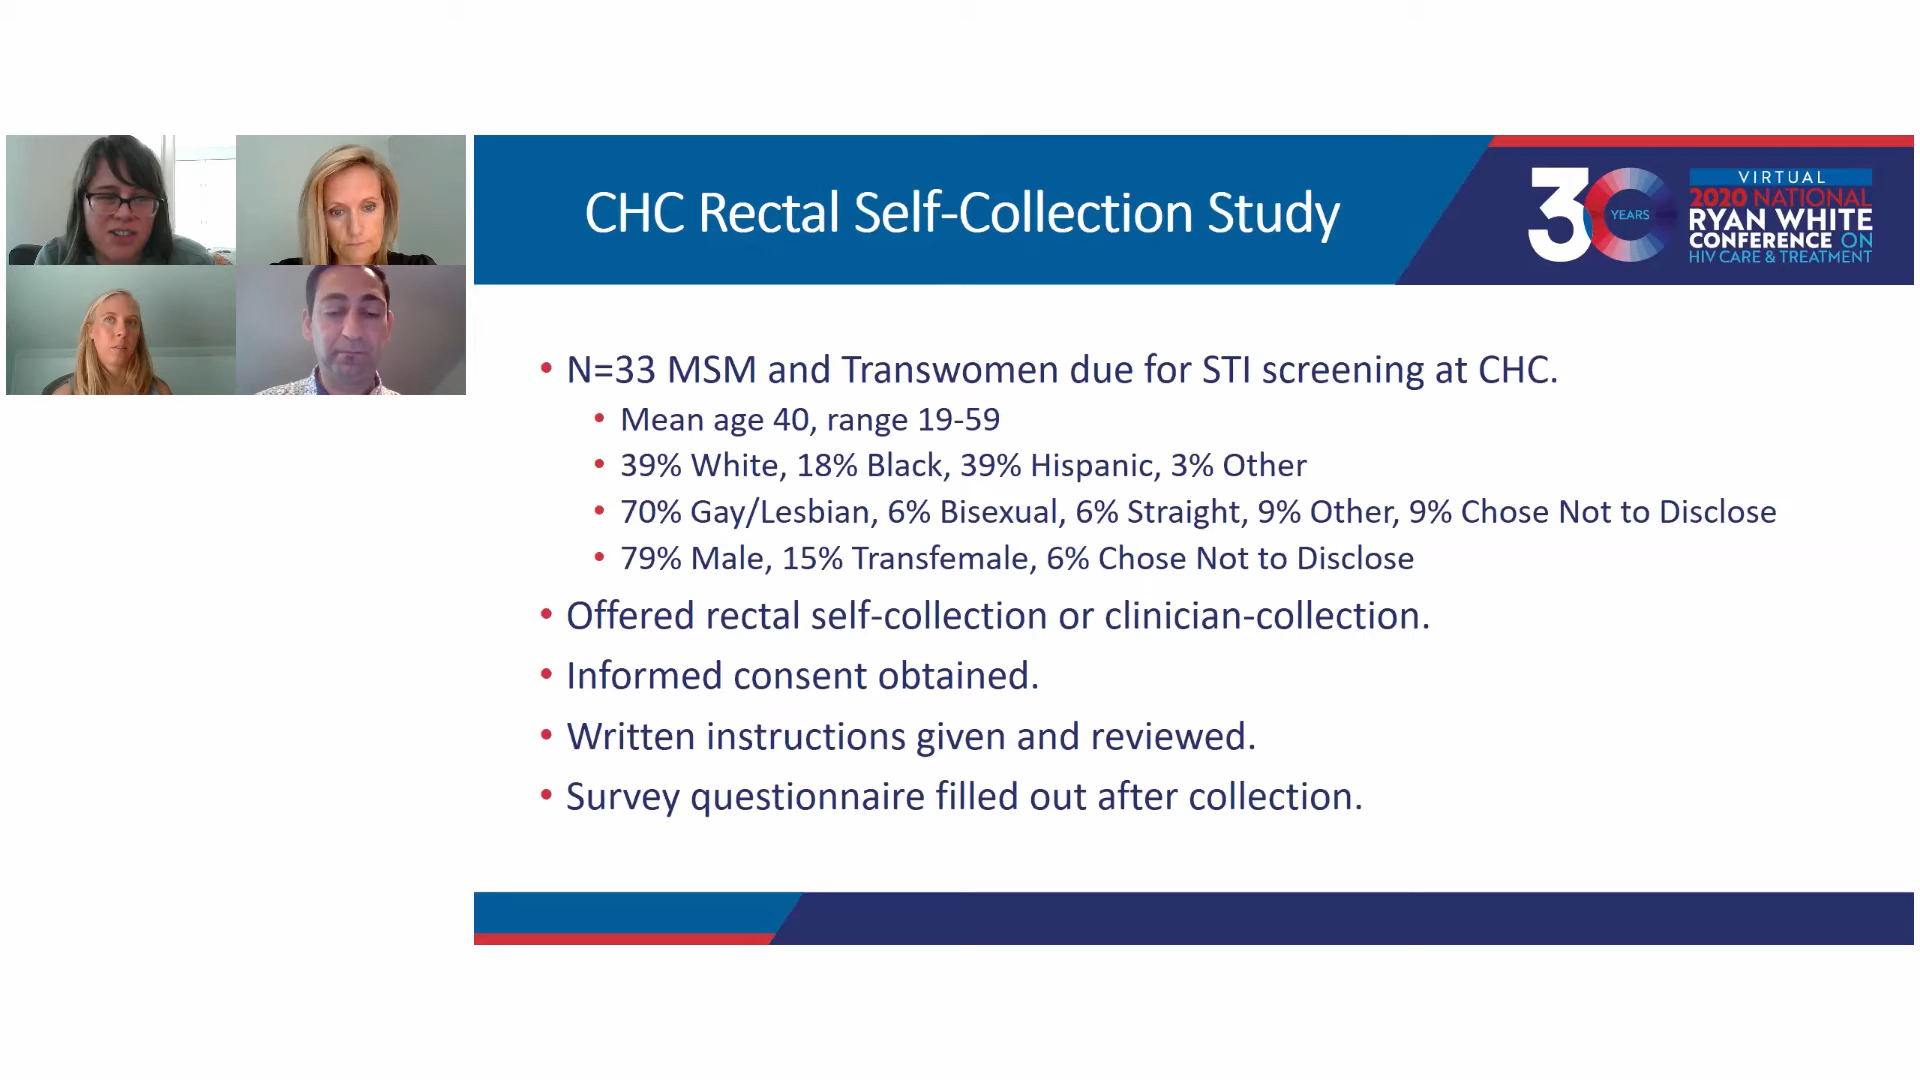 CHC Rectal Self-Collection Study
30 YEARS
VIRTUAL
2020 NATIONAL
RYAN WHITE
CONFERENCE ON
HIV CARE & TREATMENT
• N=33 MSM and Transwomen due for STI screening at CHC.
• Mean age 40, range 19-59
• 39% White, 18% Black, 39% Hispanic, 3% Other
• 70% Gay/Lesbian, 6% Bisexual, 6% Straight, 9% Other, 9% Chose Not to Disclose
• 79% Male, 15% Transfemale, 6% Chose Not to Disclose
• Offered rectal self-collection or clinician-collection.
• Informed consent obtained.
• Written instructions given and reviewed.
• Survey questionnaire filled out after collection.